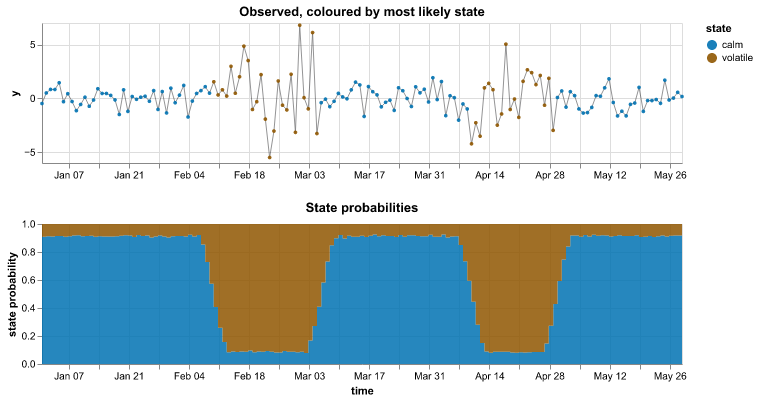 Observed, coloured by most likely state
state
calm
volatile
y
5
0
−5
Jan 07 Jan 21 Feb 04 Feb 18 Mar 03 Mar 17 Mar 31 Apr 14 Apr 28 May 12 May 26
State probabilities
state probability
1.0
0.8
0.6
0.4
0.2
0.0
Jan 07 Jan 21 Feb 04 Feb 18 Mar 03 Mar 17 Mar 31 Apr 14 Apr 28 May 12 May 26
time